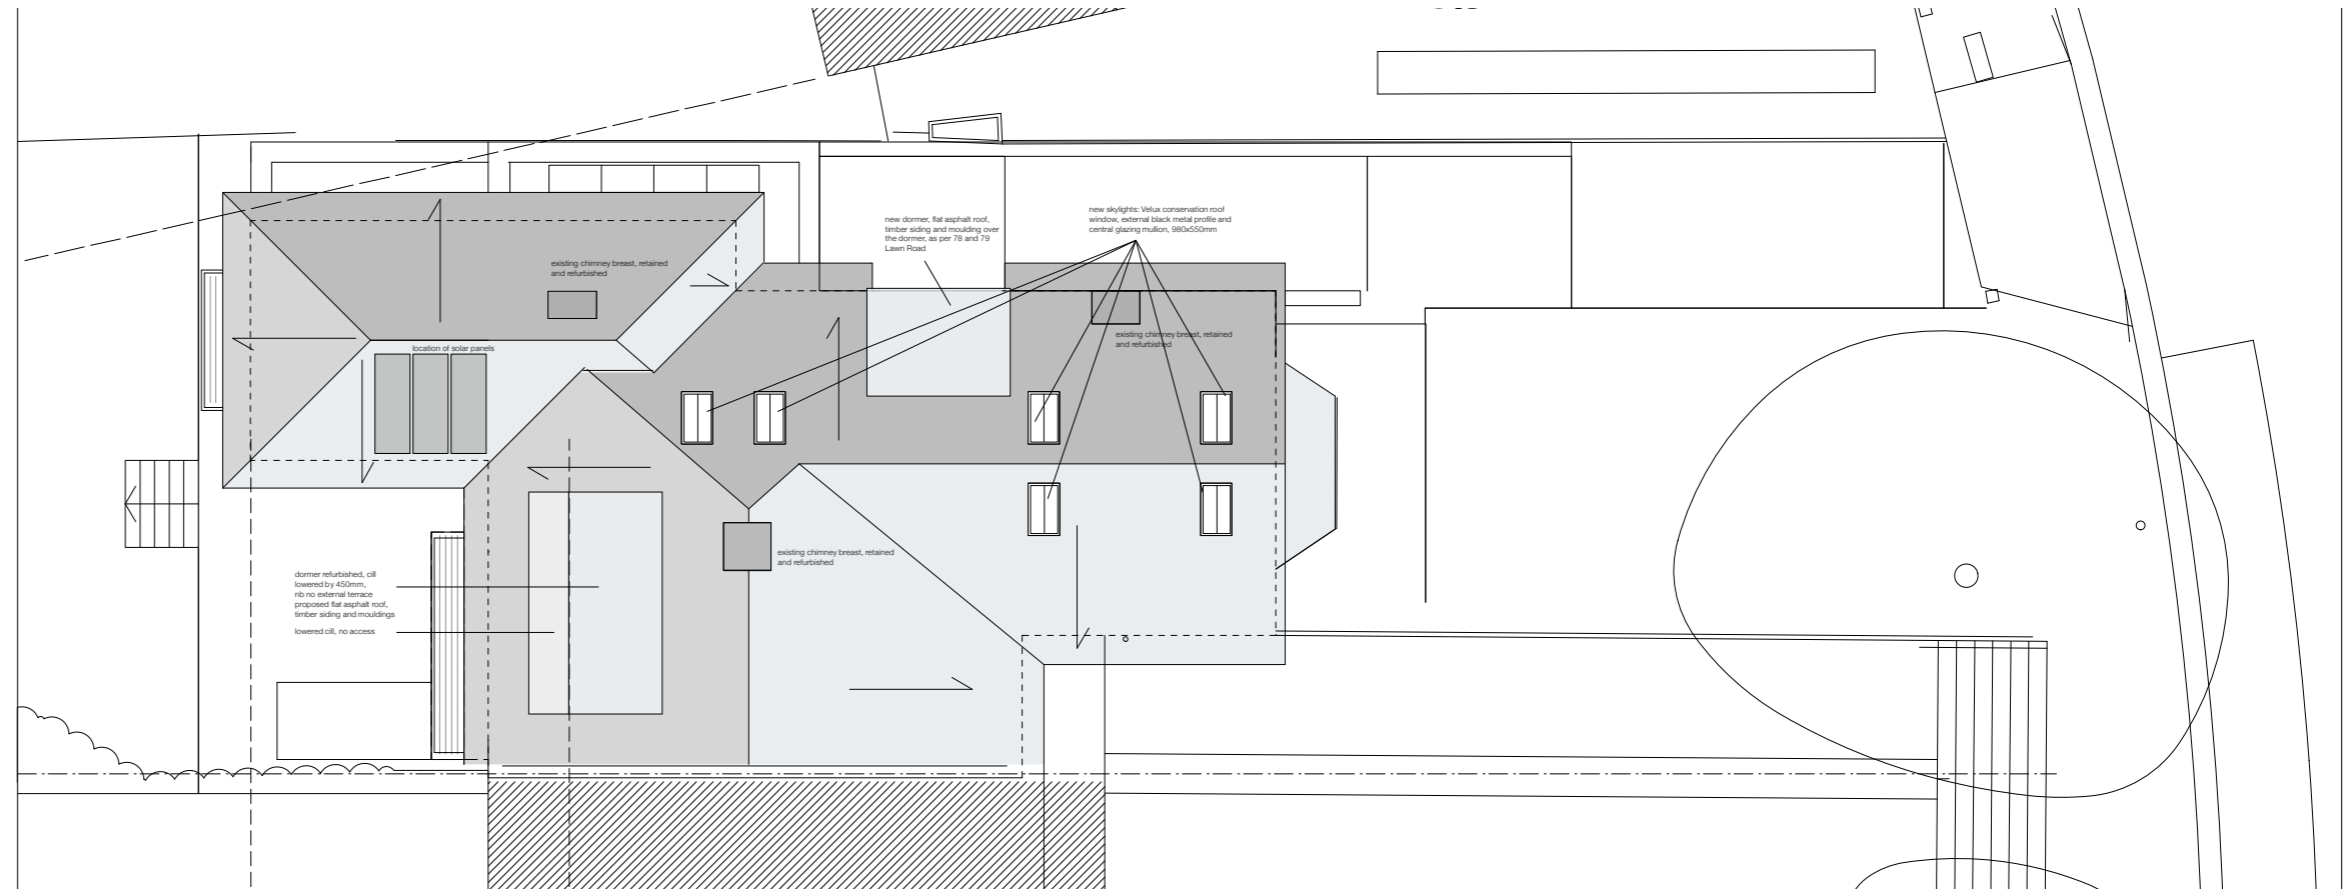 new skylights: Velux conservation roof
window, external black metal profile and
central glazing mullion, 980x550mm
new dormer, flat asphalt roof,
timber siding and moulding over
the dormer, as per 78 and 79
Lawn Road
existing chimney breast, retained
and refurbished
existing chimney breast, retained
and refurbished
location of solar panels
existing chimney breast, retained
and refurbished
dormer refurbished, cill
lowered by 450mm,
nb no external terrace
proposed flat asphalt roof,
timber siding and mouldings
lowered cill, no access